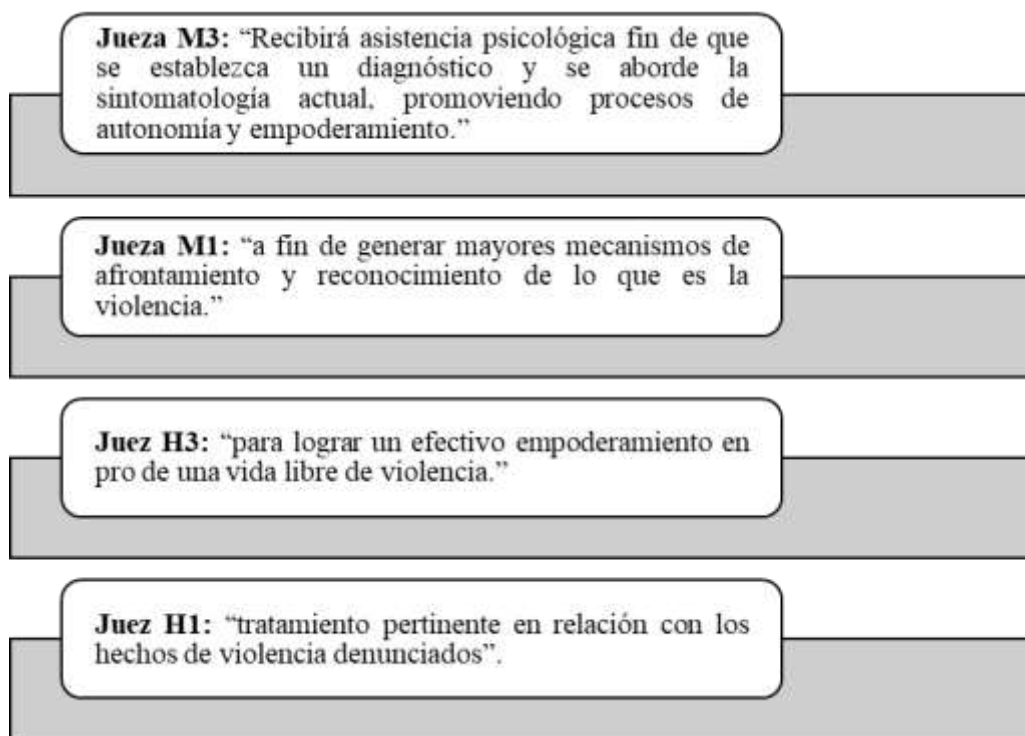 Jueza M3: “Recibirá asistencia psicológica fin de que
se establezca un diagnóstico y se aborde la
sintomatología actual, promoviendo procesos de
autonomía y empoderamiento.”
Jueza M1: “a fin de generar mayores mecanismos de
afrontamiento y reconocimiento de lo que es la
violencia.”
Juez H3: “para lograr un efectivo empoderamiento en
pro de una vida libre de violencia.”
Juez H1: “tratamiento pertinente en relación con los
hechos de violencia denunciados”.